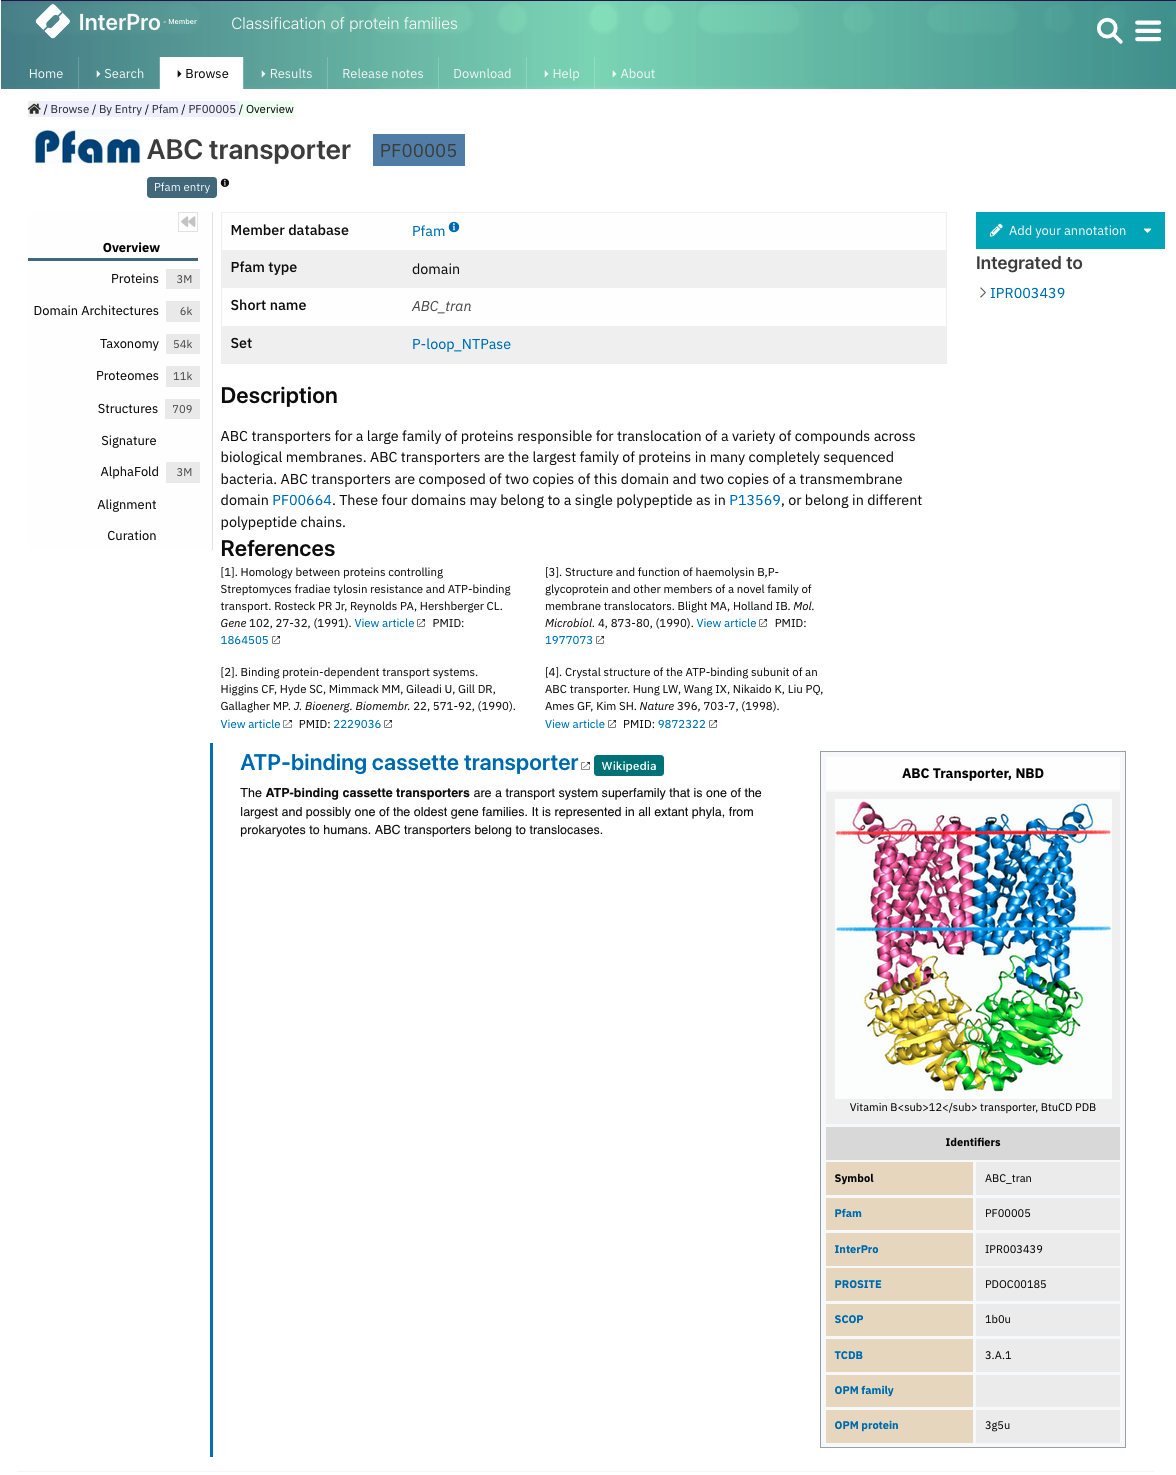 InterPro - Member
Classification of protein families
Home
Search
Browse
Results
Release notes
Download
Help
About
/ Browse / By Entry / Pfam / PF00005 / Overview
Pfam ABC transporter PF00005
Pfam entry
Overview
Proteins 3M
Domain Architectures 6k
Taxonomy 54k
Proteomes 11k
Structures 709
Signature
AlphaFold 3M
Alignment
Curation
Member database Pfam
Pfam type domain
Short name ABC_tran
Set P-loop_NTPase
Add your annotation
Integrated to
IPR003439
Description
ABC transporters for a large family of proteins responsible for translocation of a variety of compounds across
biological membranes. ABC transporters are the largest family of proteins in many completely sequenced
bacteria. ABC transporters are composed of two copies of this domain and two copies of a transmembrane
domain PF00664. These four domains may belong to a single polypeptide as in P13569, or belong in different
polypeptide chains.
References
[1]. Homology between proteins controlling
Streptomyces fradiae tylosin resistance and ATP-binding
transport. Rosteck PR Jr, Reynolds PA, Hershberger CL.
Gene 102, 27-32, (1991). View article PMID:
1864505
[2]. Binding protein-dependent transport systems.
Higgins CF, Hyde SC, Mimmack MM, Gileadi U, Gill DR,
Gallagher MP. J. Bioenerg. Biomembr. 22, 571-92, (1990).
View article PMID: 2229036
[3]. Structure and function of haemolysin B,P-
glycoprotein and other members of a novel family of
membrane translocators. Blight MA, Holland IB. Mol.
Microbiol. 4, 873-80, (1990). View article PMID:
1977073
[4]. Crystal structure of the ATP-binding subunit of an
ABC transporter. Hung LW, Wang IX, Nikaido K, Liu PQ,
Ames GF, Kim SH. Nature 396, 703-7, (1998).
View article PMID: 9872322
ATP-binding cassette transporter Wikipedia
The ATP-binding cassette transporters are a transport system superfamily that is one of the
largest and possibly one of the oldest gene families. It is represented in all extant phyla, from
prokaryotes to humans. ABC transporters belong to translocases.
ABC Transporter, NBD
Vitamin B<sub>12</sub> transporter, BtuCD PDB
Identifiers
Symbol ABC_tran
Pfam PF00005
InterPro IPR003439
PROSITE PDOC00185
SCOP 1b0u
TCDB 3.A.1
OPM family
OPM protein 3g5u